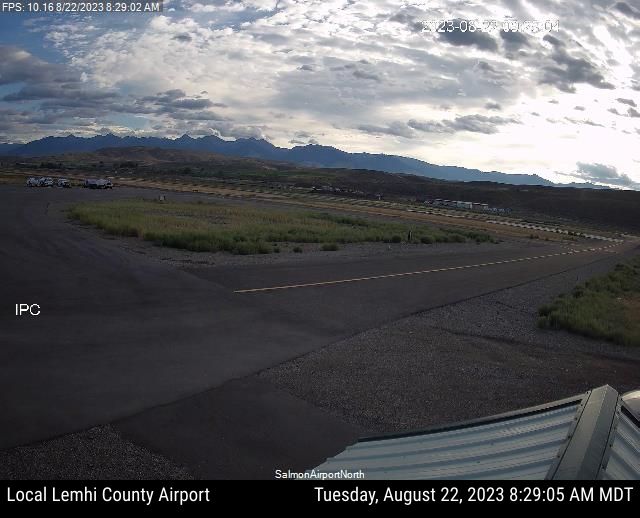 FPS: 10.16 8/22/2023 8:29:02 AM
IPC
SalmonAirportNorth
Local Lemhi County Airport
Tuesday, August 22, 2023 8:29:05 AM MDT